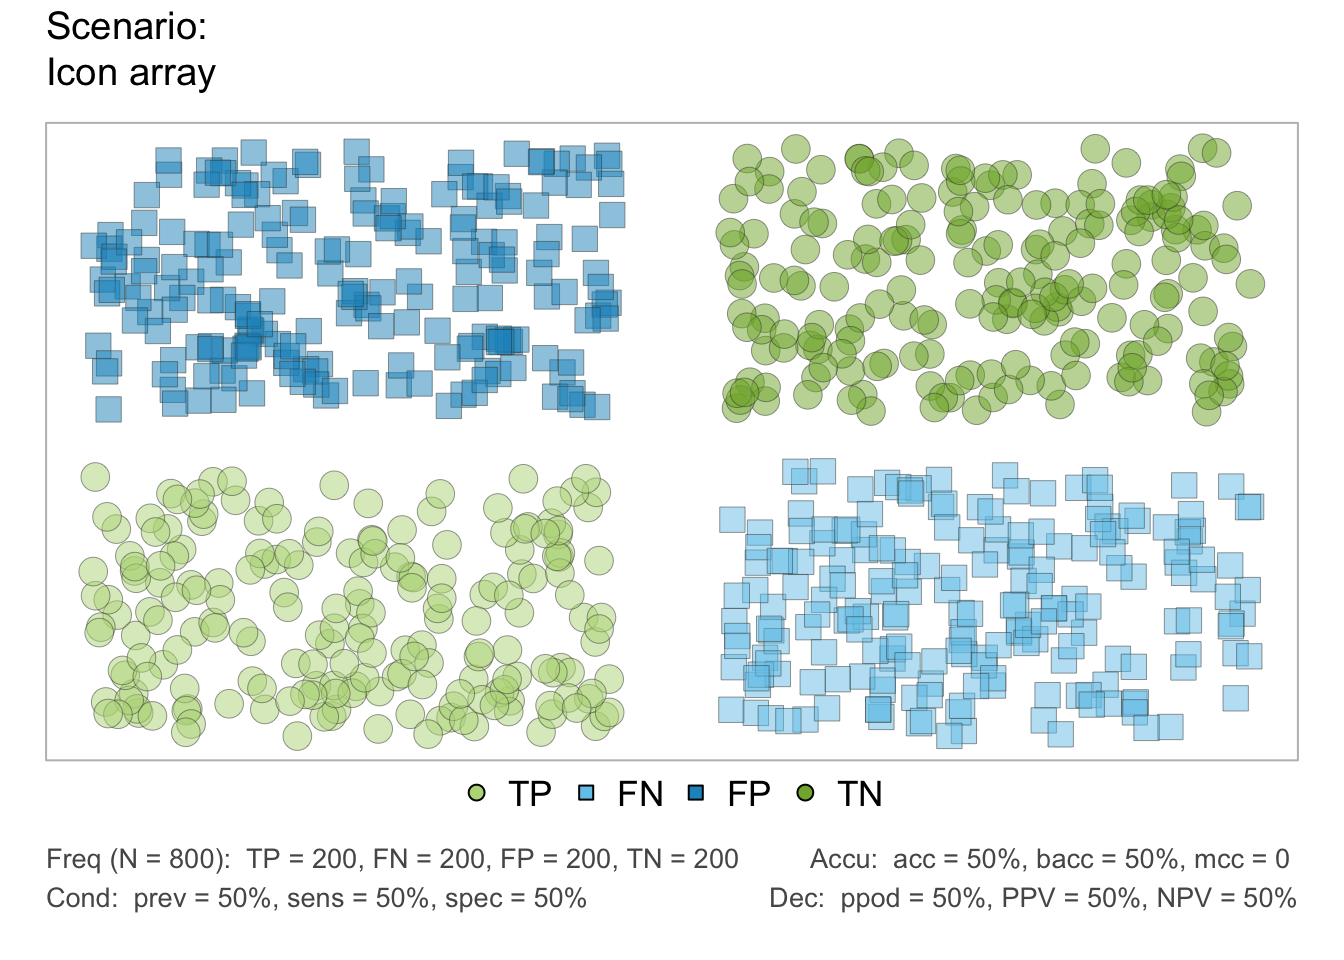 Scenario:
Icon array
TP FN FP TN
Freq (N = 800): TP = 200, FN = 200, FP = 200, TN = 200 Accu: acc = 50%, bacc = 50%, mcc = 0
Cond: prev = 50%, sens = 50%, spec = 50% Dec: ppod = 50%, PPV = 50%, NPV = 50%